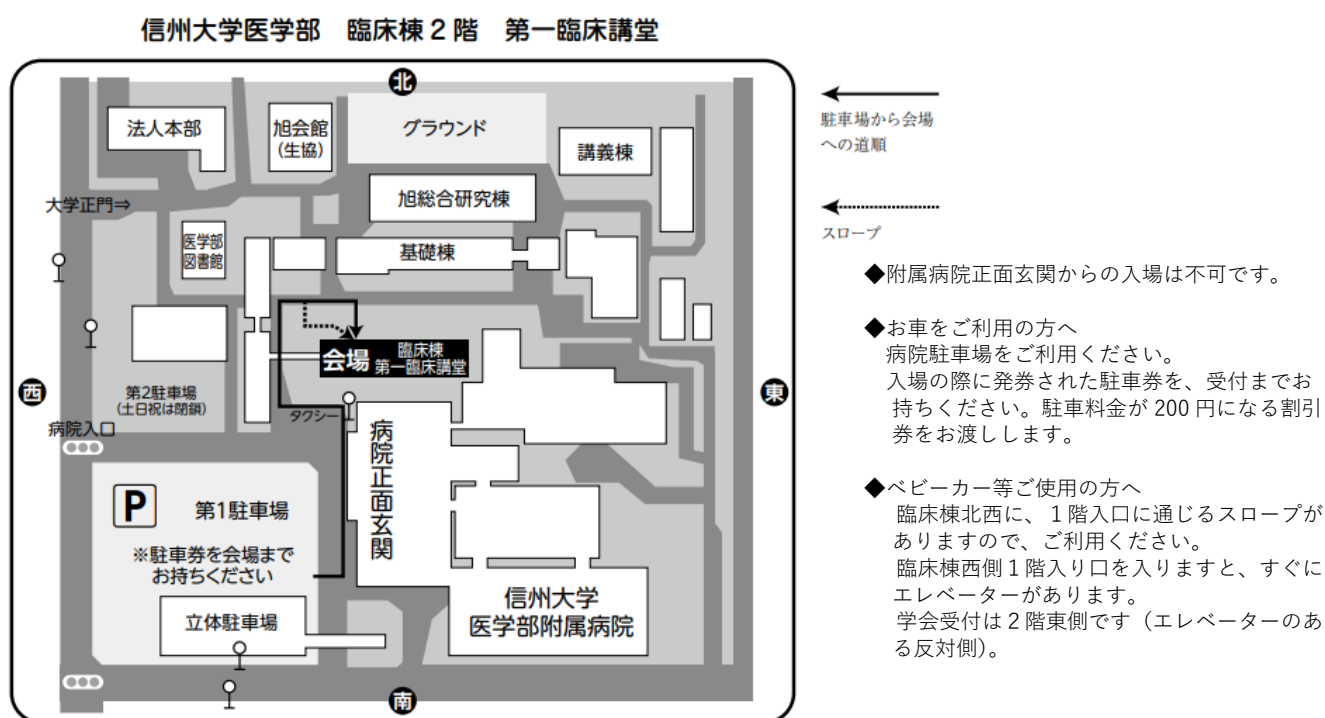 信州大学医学部　臨床棟２階　第一臨床講堂
北
法人本部
旭会館
(生協)
グラウンド
講義棟
旭総合研究棟
大学正門⇒
医学部
図書館
基礎棟
会場 臨床棟
第一臨床講堂
西
東
第2駐車場
(土日祝は閉鎖)
タクシー
病院入口
病院正面玄関
P
第1駐車場
※駐車券を会場まで
お持ちください
立体駐車場
信州大学
医学部附属病院
南
駐車場から会場
への道順
スロープ
◆附属病院正面玄関からの入場は不可です。
◆お車をご利用の方へ
病院駐車場をご利用ください。
入場の際に発券された駐車券を、受付までお
持ちください。駐車料金が 200 円になる割引
券をお渡しします。
◆ベビーカー等ご使用の方へ
臨床棟北西に、１階入口に通じるスロープが
ありますので、ご利用ください。
臨床棟西側１階入り口を入りますと、すぐに
エレベーターがあります。
学会受付は２階東側です（エレベーターのあ
る反対側）。